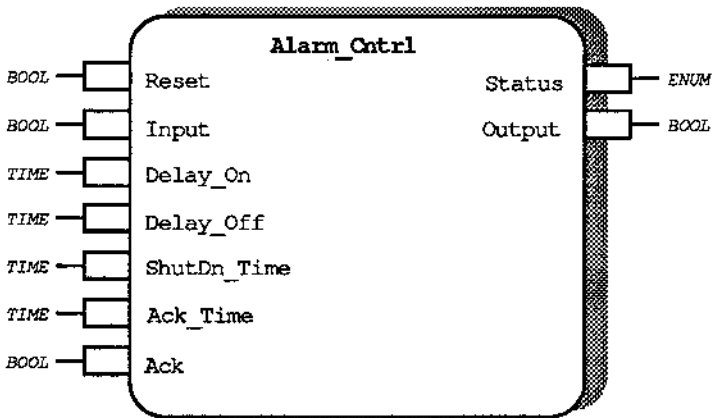 Alarm_Cntrl
BOOL Reset Status ENUM
BOOL Input Output BOOL
TIME Delay_On
TIME Delay_Off
TIME ShutDn_Time
TIME Ack_Time
BOOL Ack